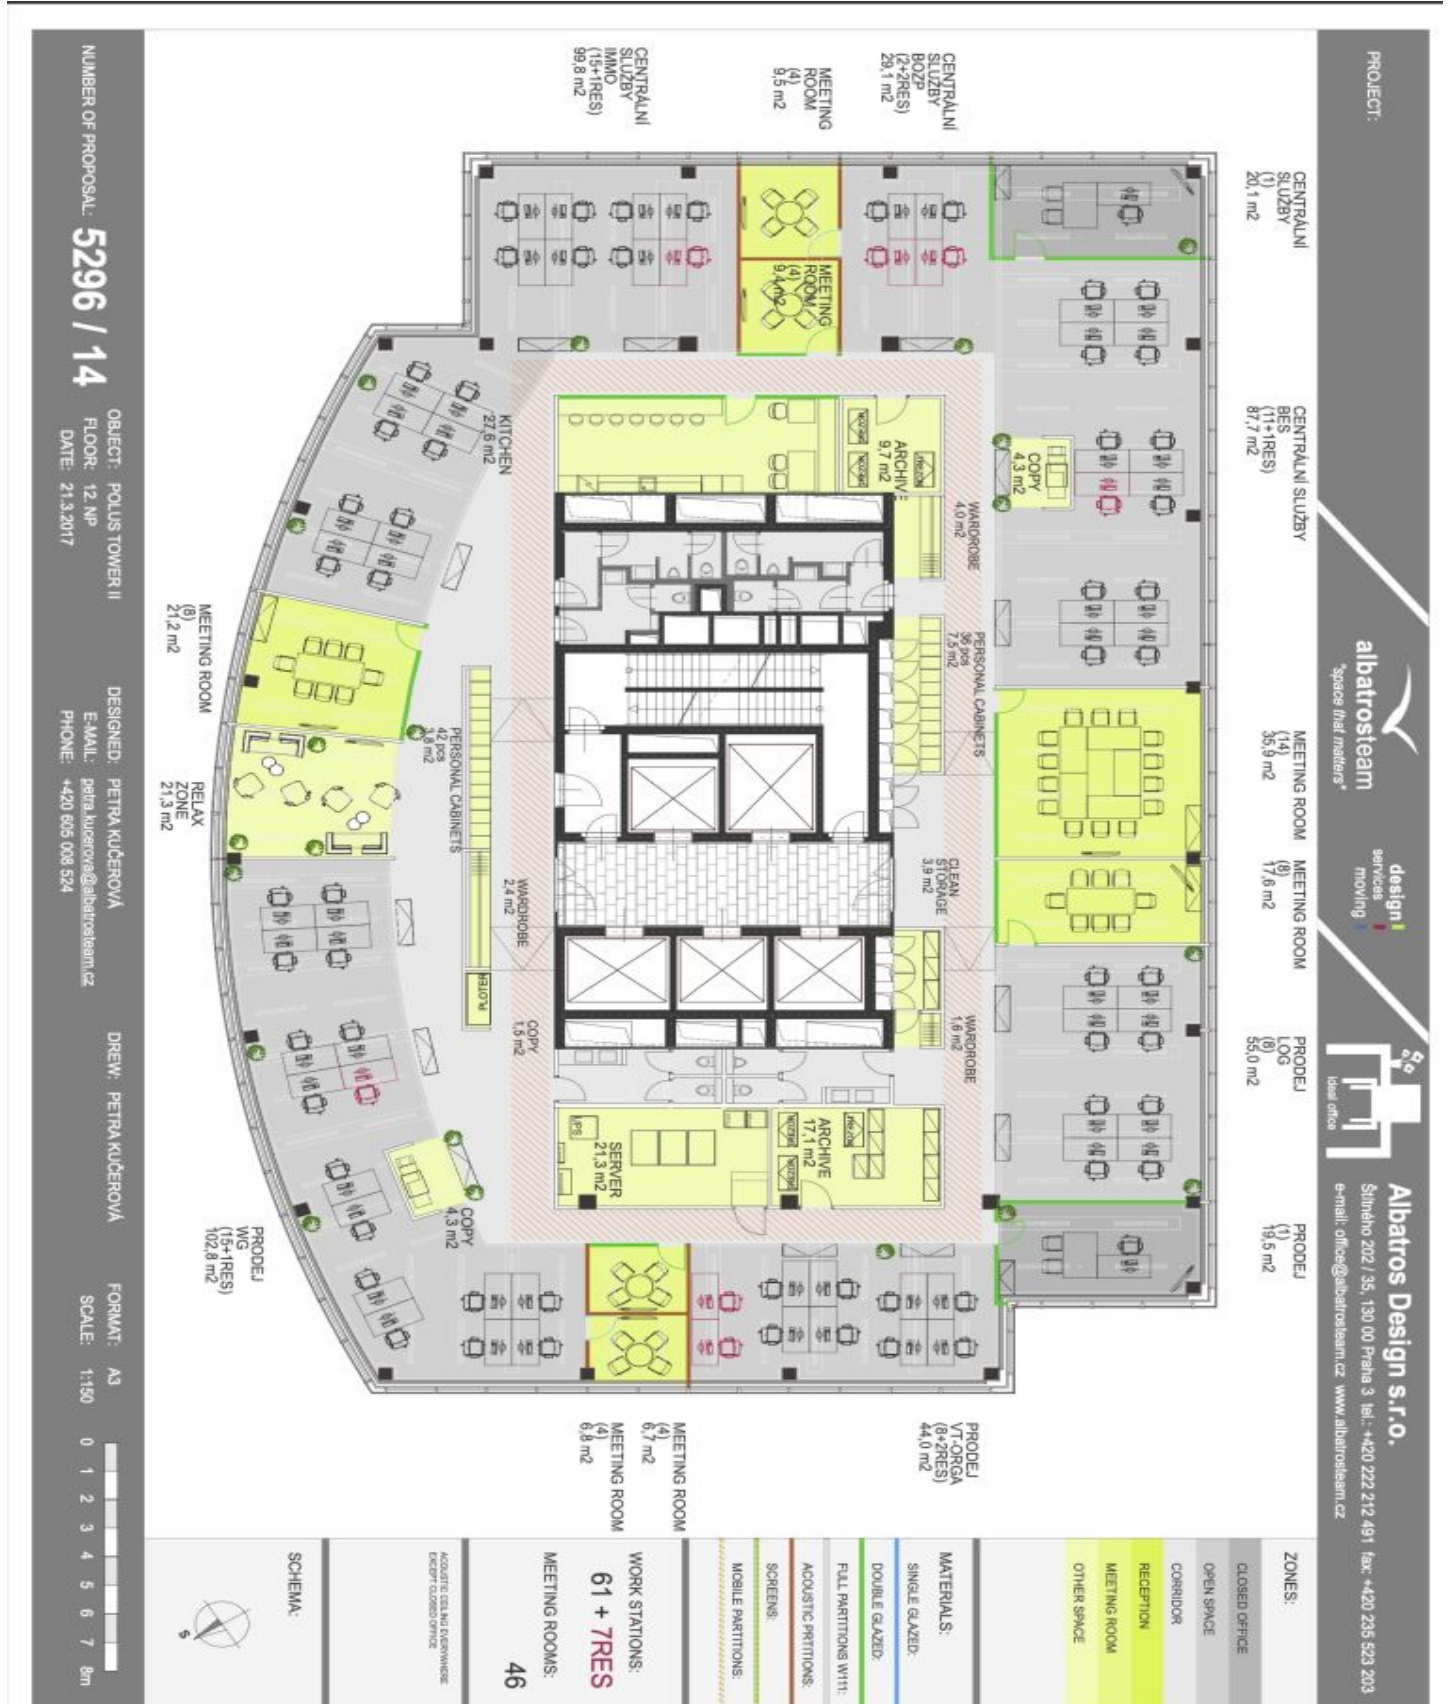 PROJECT:
albatrosteam
"space that matters"
design
services
moving
ideal office
Albatros Design s.r.o.
Štítného 202 / 35, 130 00 Praha 3 tel.: +420 222 212 491 fax: +420 235 523 203
e-mail: office@albatrosteam.cz www.albatrosteam.cz
CENTRÁLNÍ
SLUŽBY
(1)
20,1 m2
CENTRÁLNÍ SLUŽBY
BES
(11+1RES)
87,7 m2
MEETING ROOM
(14)
35,9 m2
MEETING ROOM
(8)
17,6 m2
PRODEJ
LOG
(8)
55,0 m2
PRODEJ
(1)
19,5 m2
CENTRÁLNÍ
SLUŽBY
BOZP
(2+2RES)
29,1 m2
MEETING
ROOM
(4)
9,5 m2
CENTRÁLNÍ
SLUŽBY
IMMO
(15+1RES)
99,8 m2
MEETING
ROOM
(4)
9,4 m2
COPY
4,3 m2
ARCHIVE
9,7 m2
KITCHEN
27,6 m2
WARDROBE
4,0 m2
PERSONAL CABINETS
36 pcs
7,5 m2
CLEAN
STORAGE
3,9 m2
WARDROBE
1,6 m2
PERSONAL CABINETS
42 pcs
3,8 m2
WARDROBE
2,4 m2
PLOTER
COPY
1,5 m2
ARCHIVE
17,1 m2
SERVER
21,3 m2
UPS
COPY
4,3 m2
MEETING ROOM
(8)
21,2 m2
RELAX
ZONE
21,3 m2
PRODEJ
WG
(15+1RES)
102,8 m2
PRODEJ
VT-ORGA
(8+2RES)
44,0 m2
MEETING ROOM
(4)
6,7 m2
MEETING ROOM
(4)
6,8 m2
ZONES:
CLOSED OFFICE
OPEN SPACE
CORRIDOR
RECEPTION
MEETING ROOM
OTHER SPACE
MATERIALS:
SINGLE GLAZED:
DOUBLE GLAZED:
FULL PARTITIONS W111:
ACOUSTIC PRTITIONS:
SCREENS:
MOBILE PARTITIONS:
WORK STATIONS:
61 + 7RES
MEETING ROOMS:
46
ACOUSTIC CEILING EVERYWHERE
EXCEPT CLOSED OFFICE
SCHEMA:
S
NUMBER OF PROPOSAL: 5296 / 14
OBJECT: POLUS TOWER II
FLOOR: 12. NP
DATE: 21.3.2017
DESIGNED: PETRA KUČEROVÁ
E-MAIL: petra.kucerova@albatrosteam.cz
PHONE: +420 605 008 524
DREW: PETRA KUČEROVÁ
FORMAT: A3
SCALE: 1:150
0 1 2 3 4 5 6 7 8m